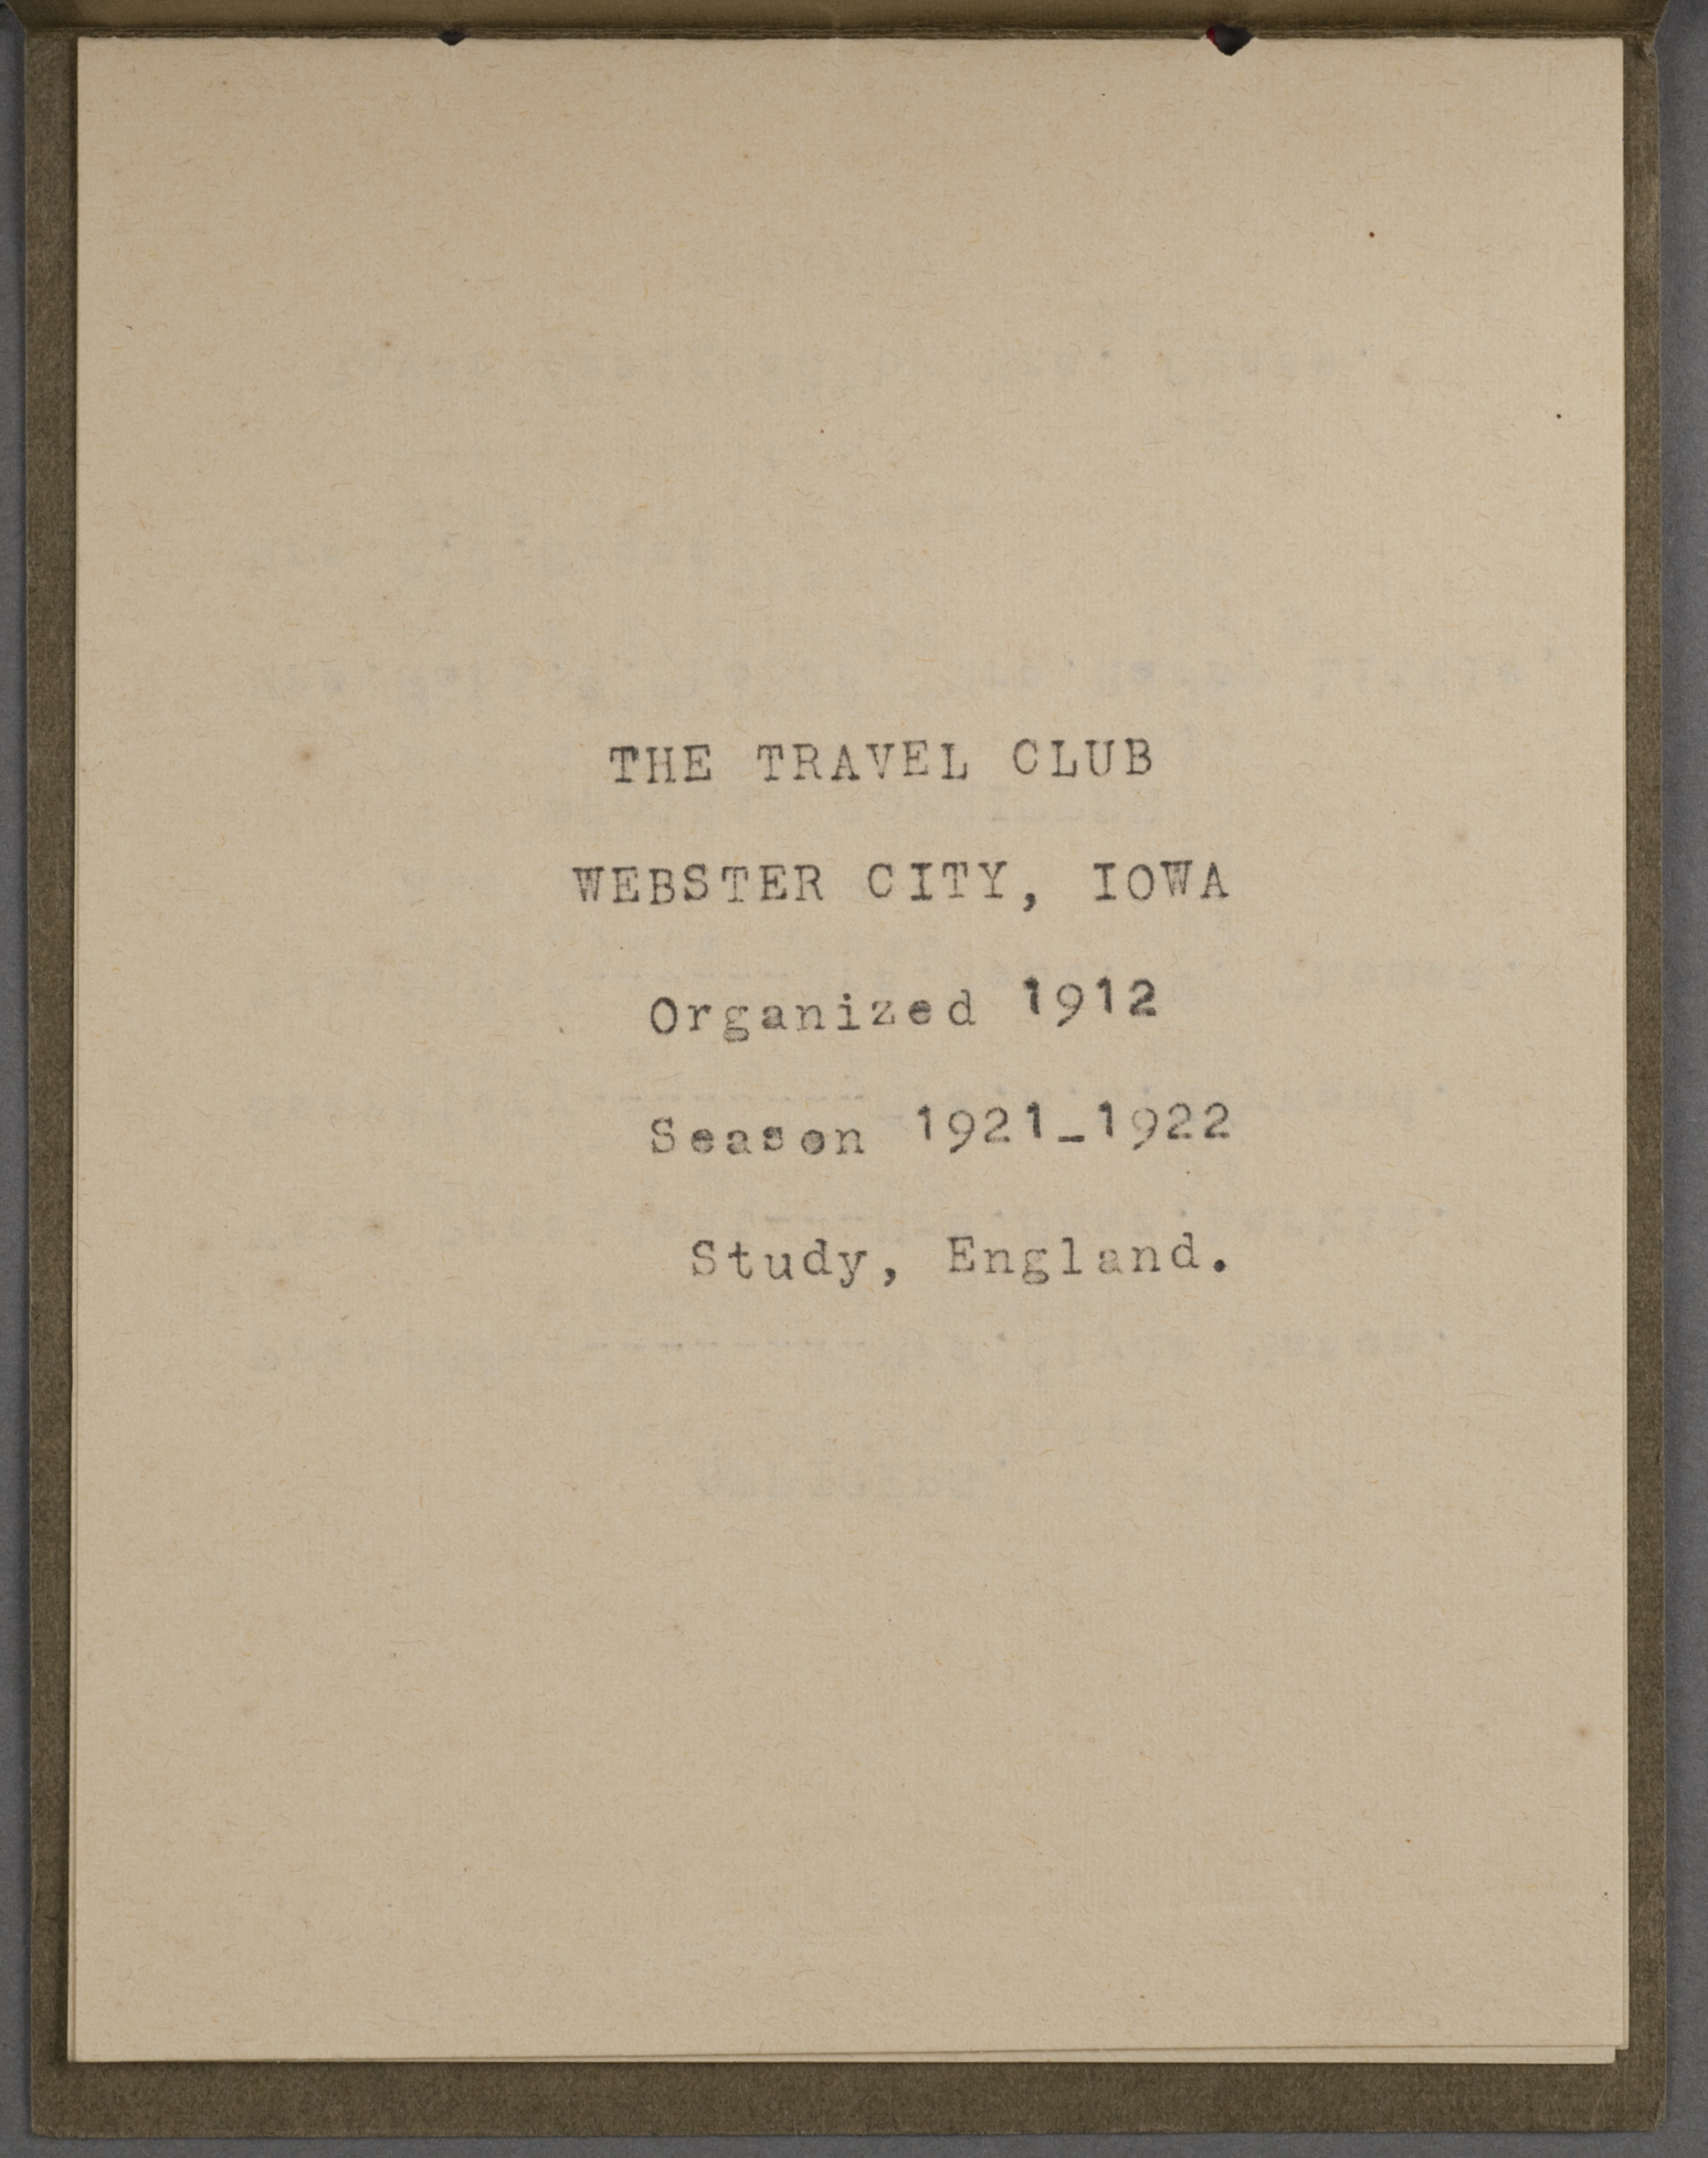 THE TRAVEL CLUB
WEBSTER CITY, IOWA
Organized 1912
Season 1921-1922
Study, England.